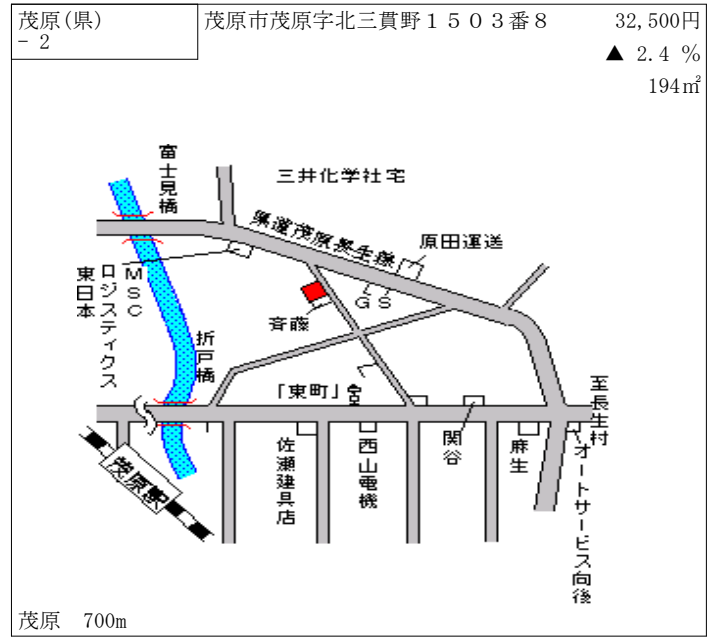 茂原(県)
－２
茂原市茂原字北三貫野１５０３番８
32,500円
▲ 2.4 %
194㎡
富士見橋
三井化学社宅
県道茂原長生線
原田運送
ＭＳＣ
ロジスティクス
東日本
ＧＳ
斉藤
折戸橋
「東町」
至長生村
佐瀬建具店
西山電機
関谷
麻生
オートサービス向後
茂原駅
茂原　700m